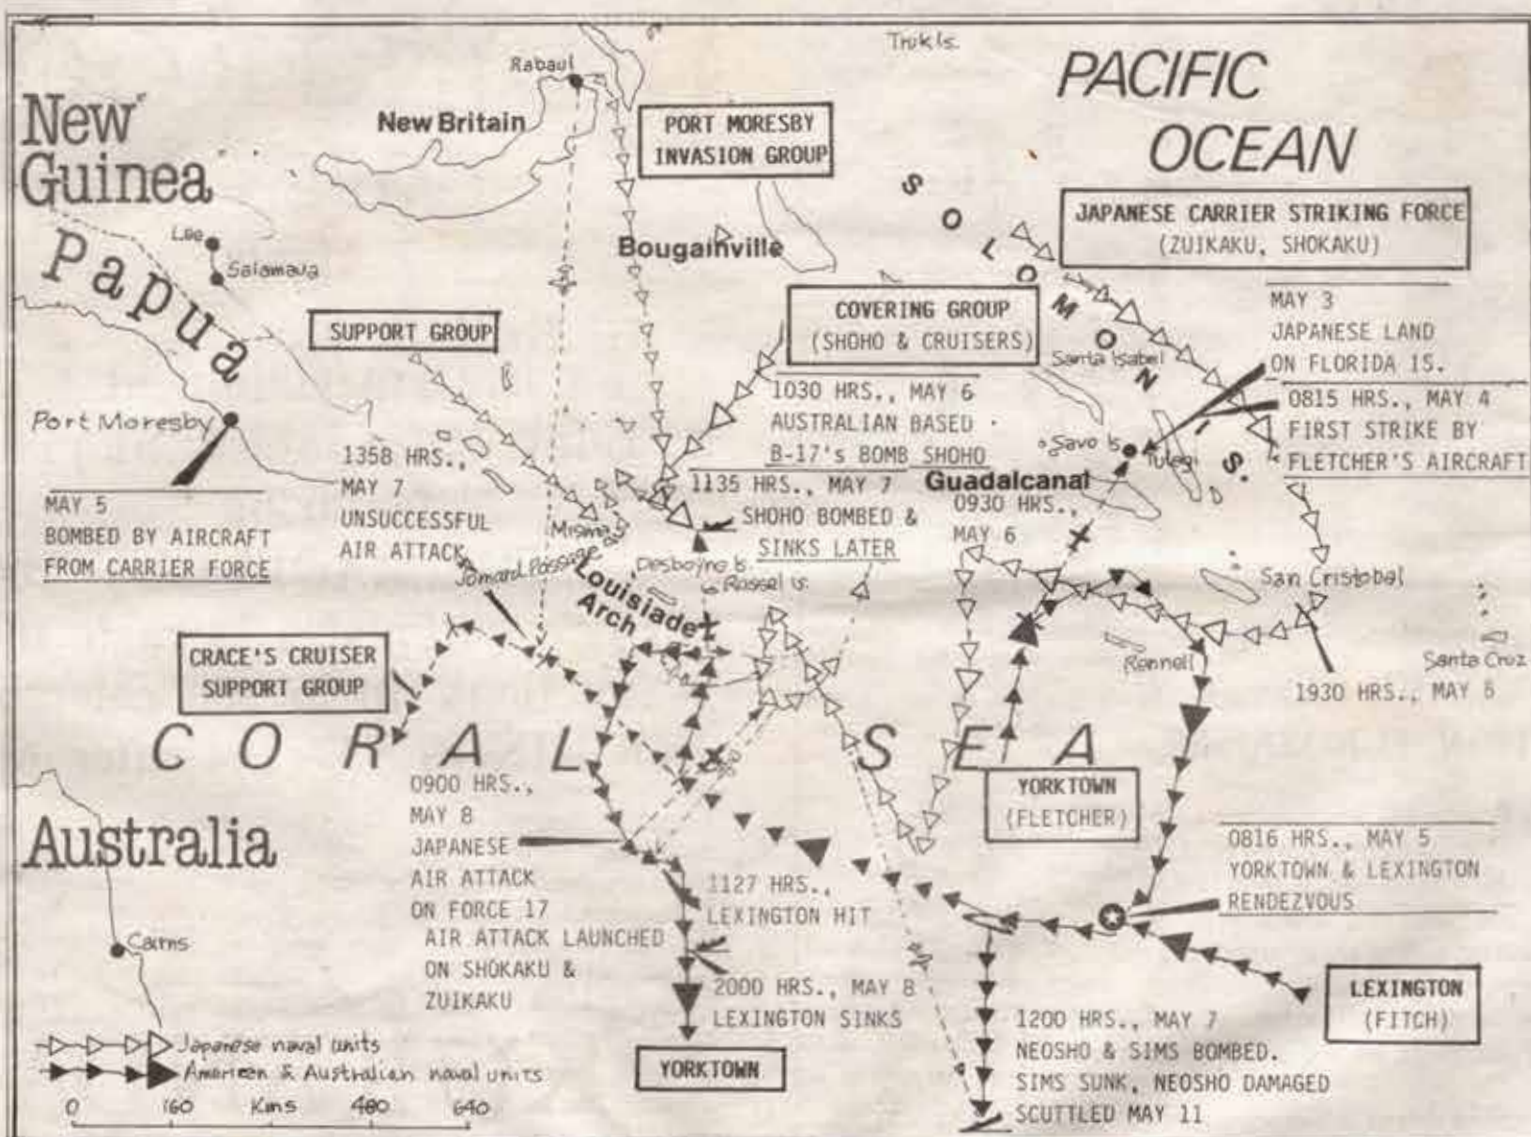 Truk Is.
PACIFIC
OCEAN
Rabaul
New
Guinea
New Britain
PORT MORESBY
INVASION GROUP
SOLOMON IS.
JAPANESE CARRIER STRIKING FORCE
(ZUIKAKU, SHOKAKU)
Lae
Salamaua
Papua
Bougainville
SUPPORT GROUP
COVERING GROUP
(SHOHO & CRUISERS)
MAY 3
JAPANESE LAND
ON FLORIDA IS.
Santa Isabel
1030 HRS., MAY 6
AUSTRALIAN BASED
B-17's BOMB SHOHO
0815 HRS., MAY 4
FIRST STRIKE BY
FLETCHER'S AIRCRAFT
Port Moresby
Savo Is
Tulagi
1358 HRS.,
MAY 7
UNSUCCESSFUL
AIR ATTACK
1135 HRS., MAY 7
SHOHO BOMBED &
SINKS LATER
Guadalcanal
0930 HRS.,
MAY 6
MAY 5
BOMBED BY AIRCRAFT
FROM CARRIER FORCE
Misima
Jomard Passage
Desboyne Is.
Rossel Is.
Louisiade
Arch
San Cristobal
Rennell
Santa Cruz
CRACE'S CRUISER
SUPPORT GROUP
1930 HRS., MAY 5
CORAL SEA
0900 HRS.,
MAY 8
JAPANESE
AIR ATTACK
ON FORCE 17
AIR ATTACK LAUNCHED
ON SHOKAKU &
ZUIKAKU
YORKTOWN
(FLETCHER)
Australia
0816 HRS., MAY 5
YORKTOWN & LEXINGTON
RENDEZVOUS
1127 HRS.,
LEXINGTON HIT
Cairns
2000 HRS., MAY 8
LEXINGTON SINKS
LEXINGTON
(FITCH)
1200 HRS., MAY 7
NEOSHO & SIMS BOMBED.
SIMS SUNK, NEOSHO DAMAGED
SCUTTLED MAY 11
YORKTOWN
Japanese naval units
American & Australian naval units
0 160 Kms 480 640